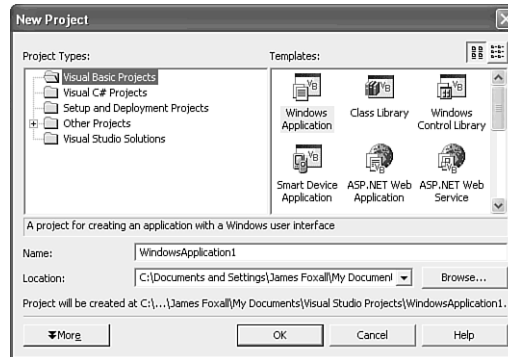 New Project
Project Types:
Templates:
Visual Basic Projects
Visual C# Projects
Setup and Deployment Projects
Other Projects
Visual Studio Solutions
Windows Application
Class Library
Windows Control Library
Smart Device Application
ASP.NET Web Application
ASP.NET Web Service
A project for creating an application with a Windows user interface
Name:
WindowsApplication1
Location:
C:\Documents and Settings\James Foxall\My Document
Browse...
Project will be created at C:\...\James Foxall\My Documents\Visual Studio Projects\WindowsApplication1.
More
OK
Cancel
Help